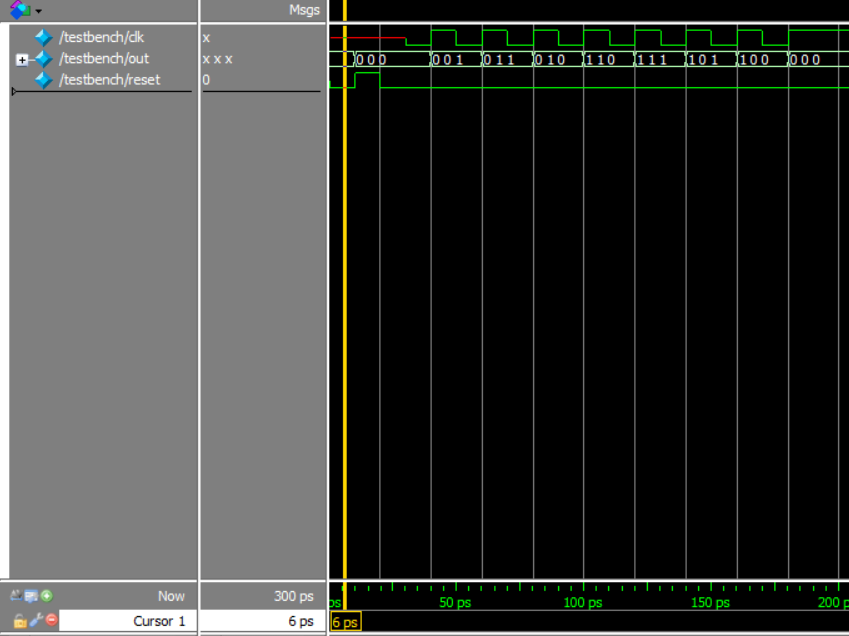 Msgs
/testbench/clk x
/testbench/out x x x 000 001 011 010 110 111 101 100 000
/testbench/reset 0
Now 300 ps ps 50 ps 100 ps 150 ps 200 p
Cursor 1 6 ps 6 ps